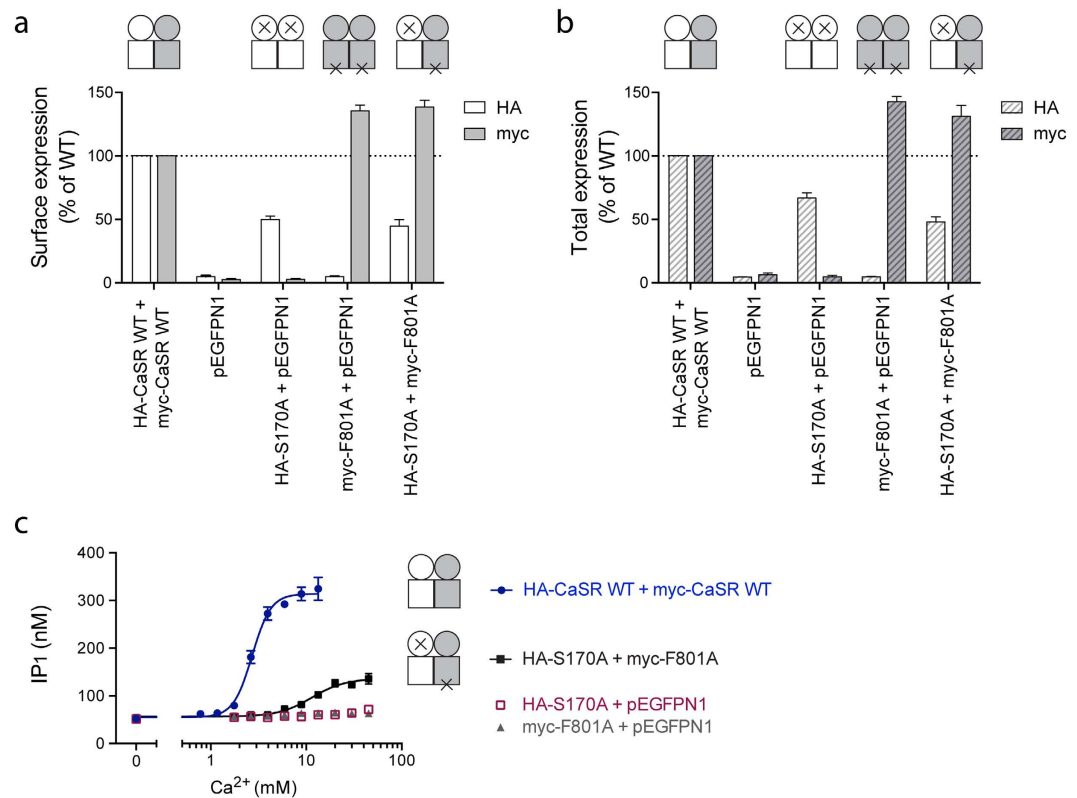 a
Surface expression
(% of WT)
150
100
50
0
HA
myc
HA-CaSR WT +
myc-CaSR WT
pEGFPN1
HA-S170A + pEGFPN1
myc-F801A + pEGFPN1
HA-S170A + myc-F801A
b
Total expression
(% of WT)
150
100
50
0
HA
myc
HA-CaSR WT +
myc-CaSR WT
pEGFPN1
HA-S170A + pEGFPN1
myc-F801A + pEGFPN1
HA-S170A + myc-F801A
c
IP1 (nM)
400
300
200
100
0
0
1
10
100
Ca2+ (mM)
HA-CaSR WT + myc-CaSR WT
HA-S170A + myc-F801A
HA-S170A + pEGFPN1
myc-F801A + pEGFPN1